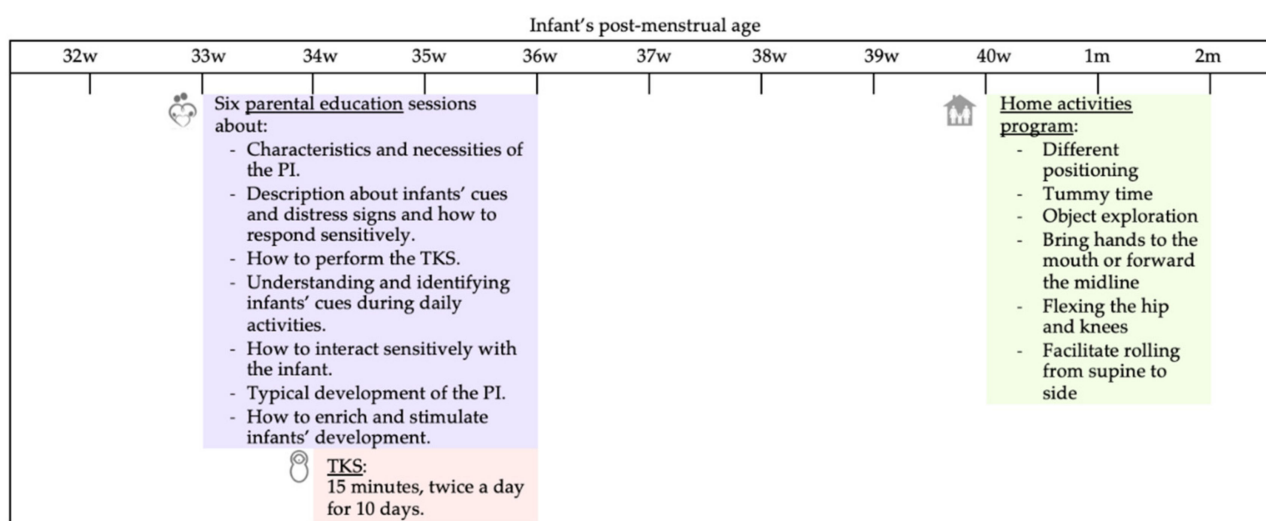 Infant's post-menstrual age
32w 33w 34w 35w 36w 37w 38w 39w 40w 1m 2m
Six parental education sessions
about:
- Characteristics and necessities of
the PI.
- Description about infants' cues
and distress signs and how to
respond sensitively.
- How to perform the TKS.
- Understanding and identifying
infants' cues during daily
activities.
- How to interact sensitively with
the infant.
- Typical development of the PI.
- How to enrich and stimulate
infants' development.
TKS:
15 minutes, twice a day
for 10 days.
Home activities
program:
- Different
positioning
- Tummy time
- Object exploration
- Bring hands to the
mouth or forward
the midline
- Flexing the hip
and knees
- Facilitate rolling
from supine to
side